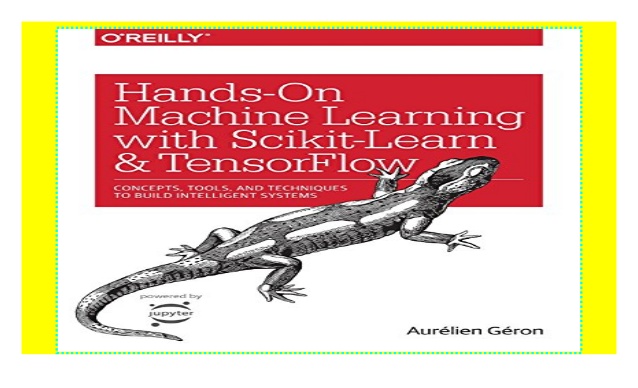 O'REILLY®
Hands-On
Machine Learning
with Scikit-Learn
& TensorFlow
CONCEPTS, TOOLS, AND TECHNIQUES
TO BUILD INTELLIGENT SYSTEMS
powered by
jupyter
Aurélien Géron